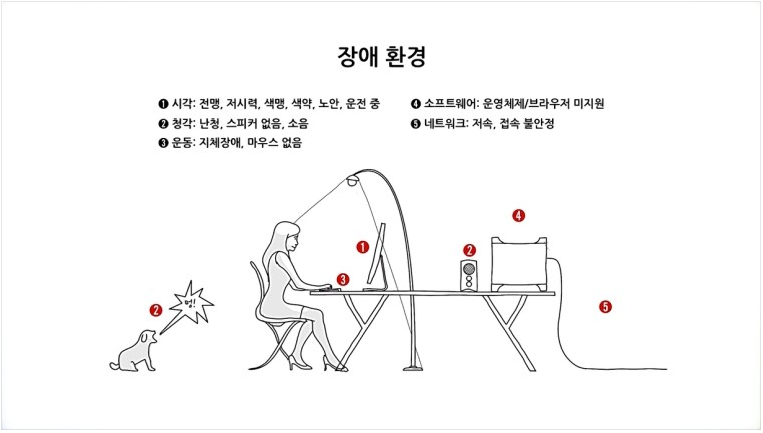 장애 환경
❶ 시각: 전맹, 저시력, 색맹, 색약, 노안, 운전 중
❷ 청각: 난청, 스피커 없음, 소음
❸ 운동: 지체장애, 마우스 없음
❹ 소프트웨어: 운영체제/브라우저 미지원
❺ 네트워크: 저속, 접속 불안정
❹
❶
❷
❸
❷
멍!
❺